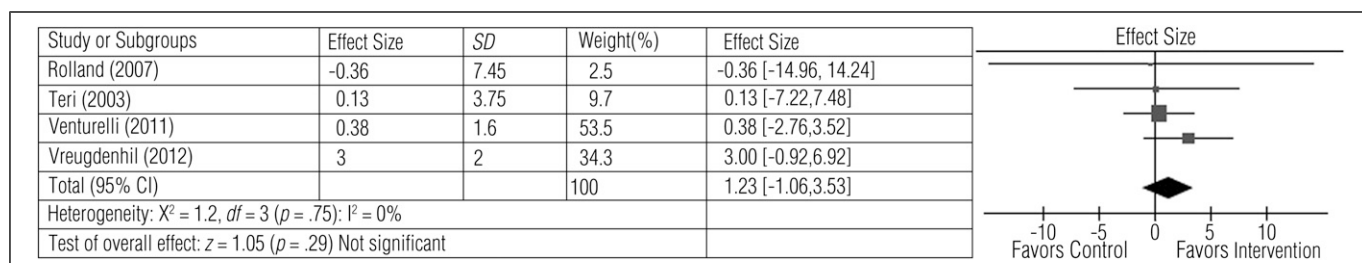 Study or Subgroups Effect Size SD Weight(%) Effect Size Effect Size
Rolland (2007) -0.36 7.45 2.5 -0.36 [-14.96, 14.24]
Teri (2003) 0.13 3.75 9.7 0.13 [-7.22,7.48]
Venturelli (2011) 0.38 1.6 53.5 0.38 [-2.76,3.52]
Vreugdenhil (2012) 3 2 34.3 3.00 [-0.92,6.92]
Total (95% CI) 100 1.23 [-1.06,3.53]
Heterogeneity: X² = 1.2, df = 3 (p = .75): I² = 0%
Test of overall effect: z = 1.05 (p = .29) Not significant
-10 -5 0 5 10
Favors Control Favors Intervention